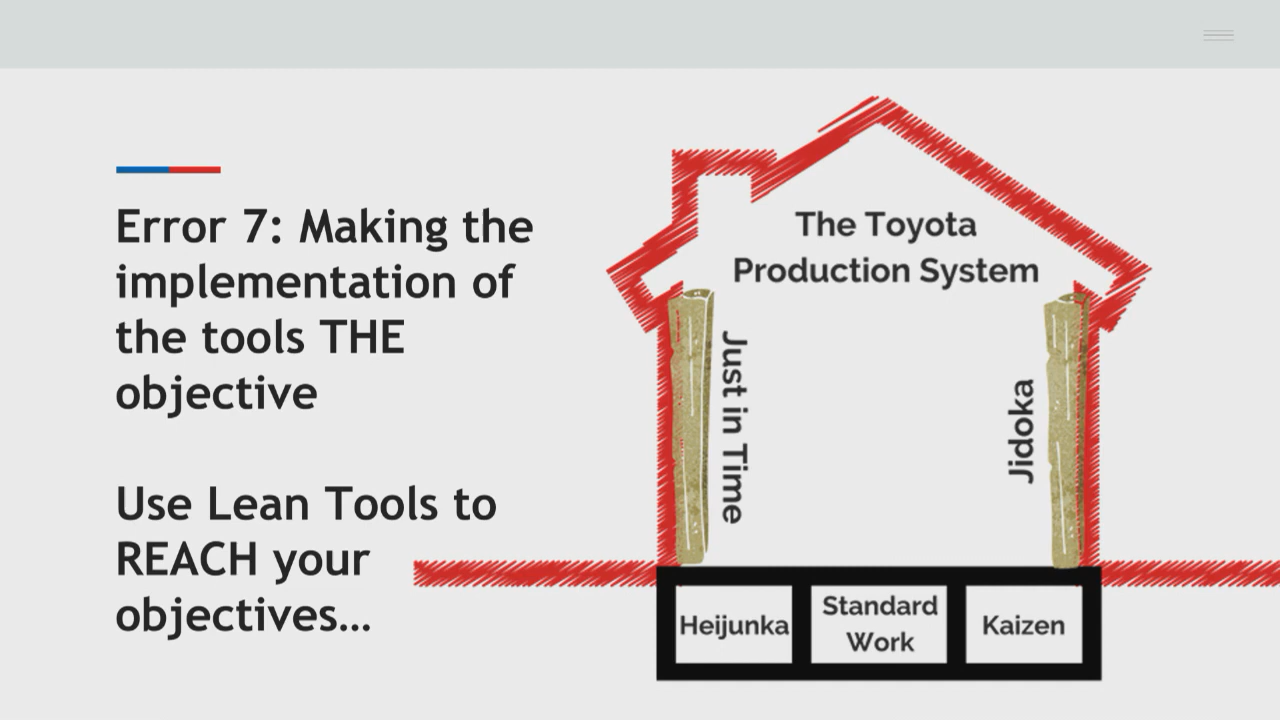 Error 7: Making the
implementation of
the tools THE
objective
Use Lean Tools to
REACH your
objectives...
The Toyota
Production System
Just in Time
Jidoka
Heijunka
Standard
Work
Kaizen